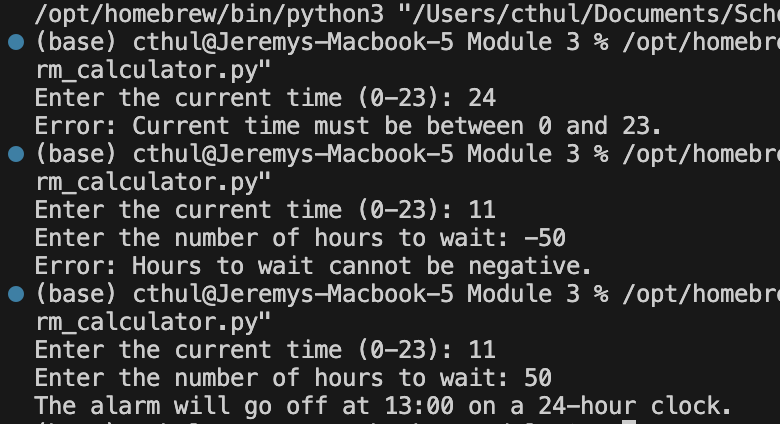 /opt/homebrew/bin/python3 "/Users/cthul/Documents/Sch
(base) cthul@Jeremys-Macbook-5 Module 3 % /opt/homebre
rm_calculator.py"
Enter the current time (0-23): 24
Error: Current time must be between 0 and 23.
(base) cthul@Jeremys-Macbook-5 Module 3 % /opt/homebre
rm_calculator.py"
Enter the current time (0-23): 11
Enter the number of hours to wait: -50
Error: Hours to wait cannot be negative.
(base) cthul@Jeremys-Macbook-5 Module 3 % /opt/homebre
rm_calculator.py"
Enter the current time (0-23): 11
Enter the number of hours to wait: 50
The alarm will go off at 13:00 on a 24-hour clock.